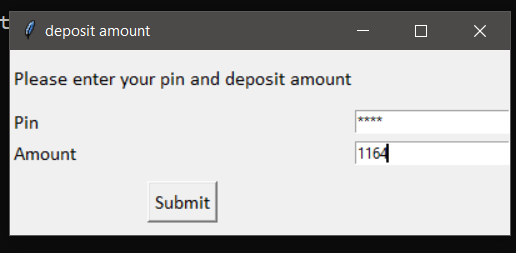 t
deposit amount
Please enter your pin and deposit amount
Pin ****
Amount 1164
Submit